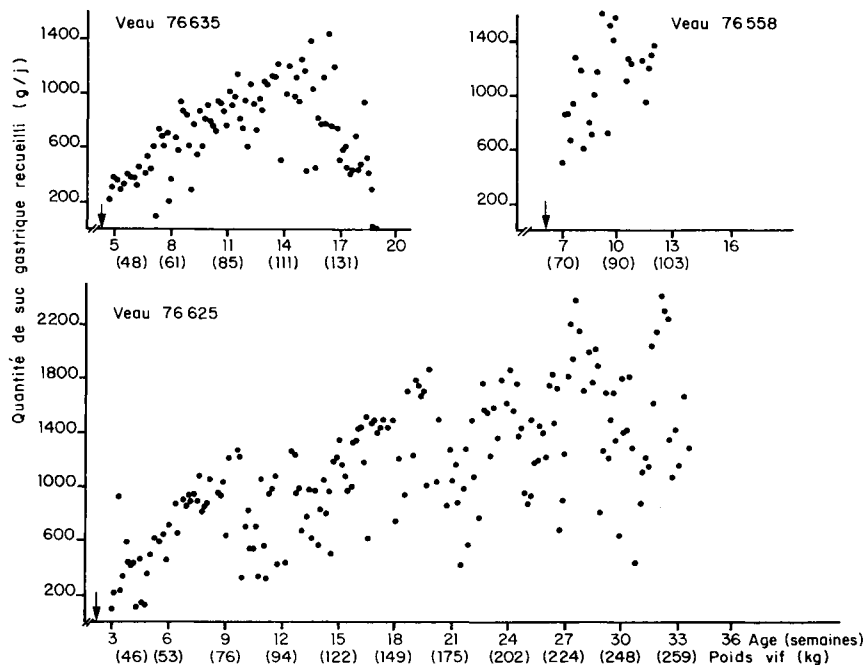 Quantité de suc gastrique recueilli (g/j)
Veau 76635
1400
1000
600
200
5 8 11 14 17 20
(48) (61) (85) (111) (131)
Veau 76558
1400
1000
600
200
7 10 13 16
(70) (90) (103)
Veau 76625
2200
1800
1400
1000
600
200
3 6 9 12 15 18 21 24 27 30 33 36 Age (semaines)
(46) (53) (76) (94) (122) (149) (175) (202) (224) (248) (259) Poids vif (kg)